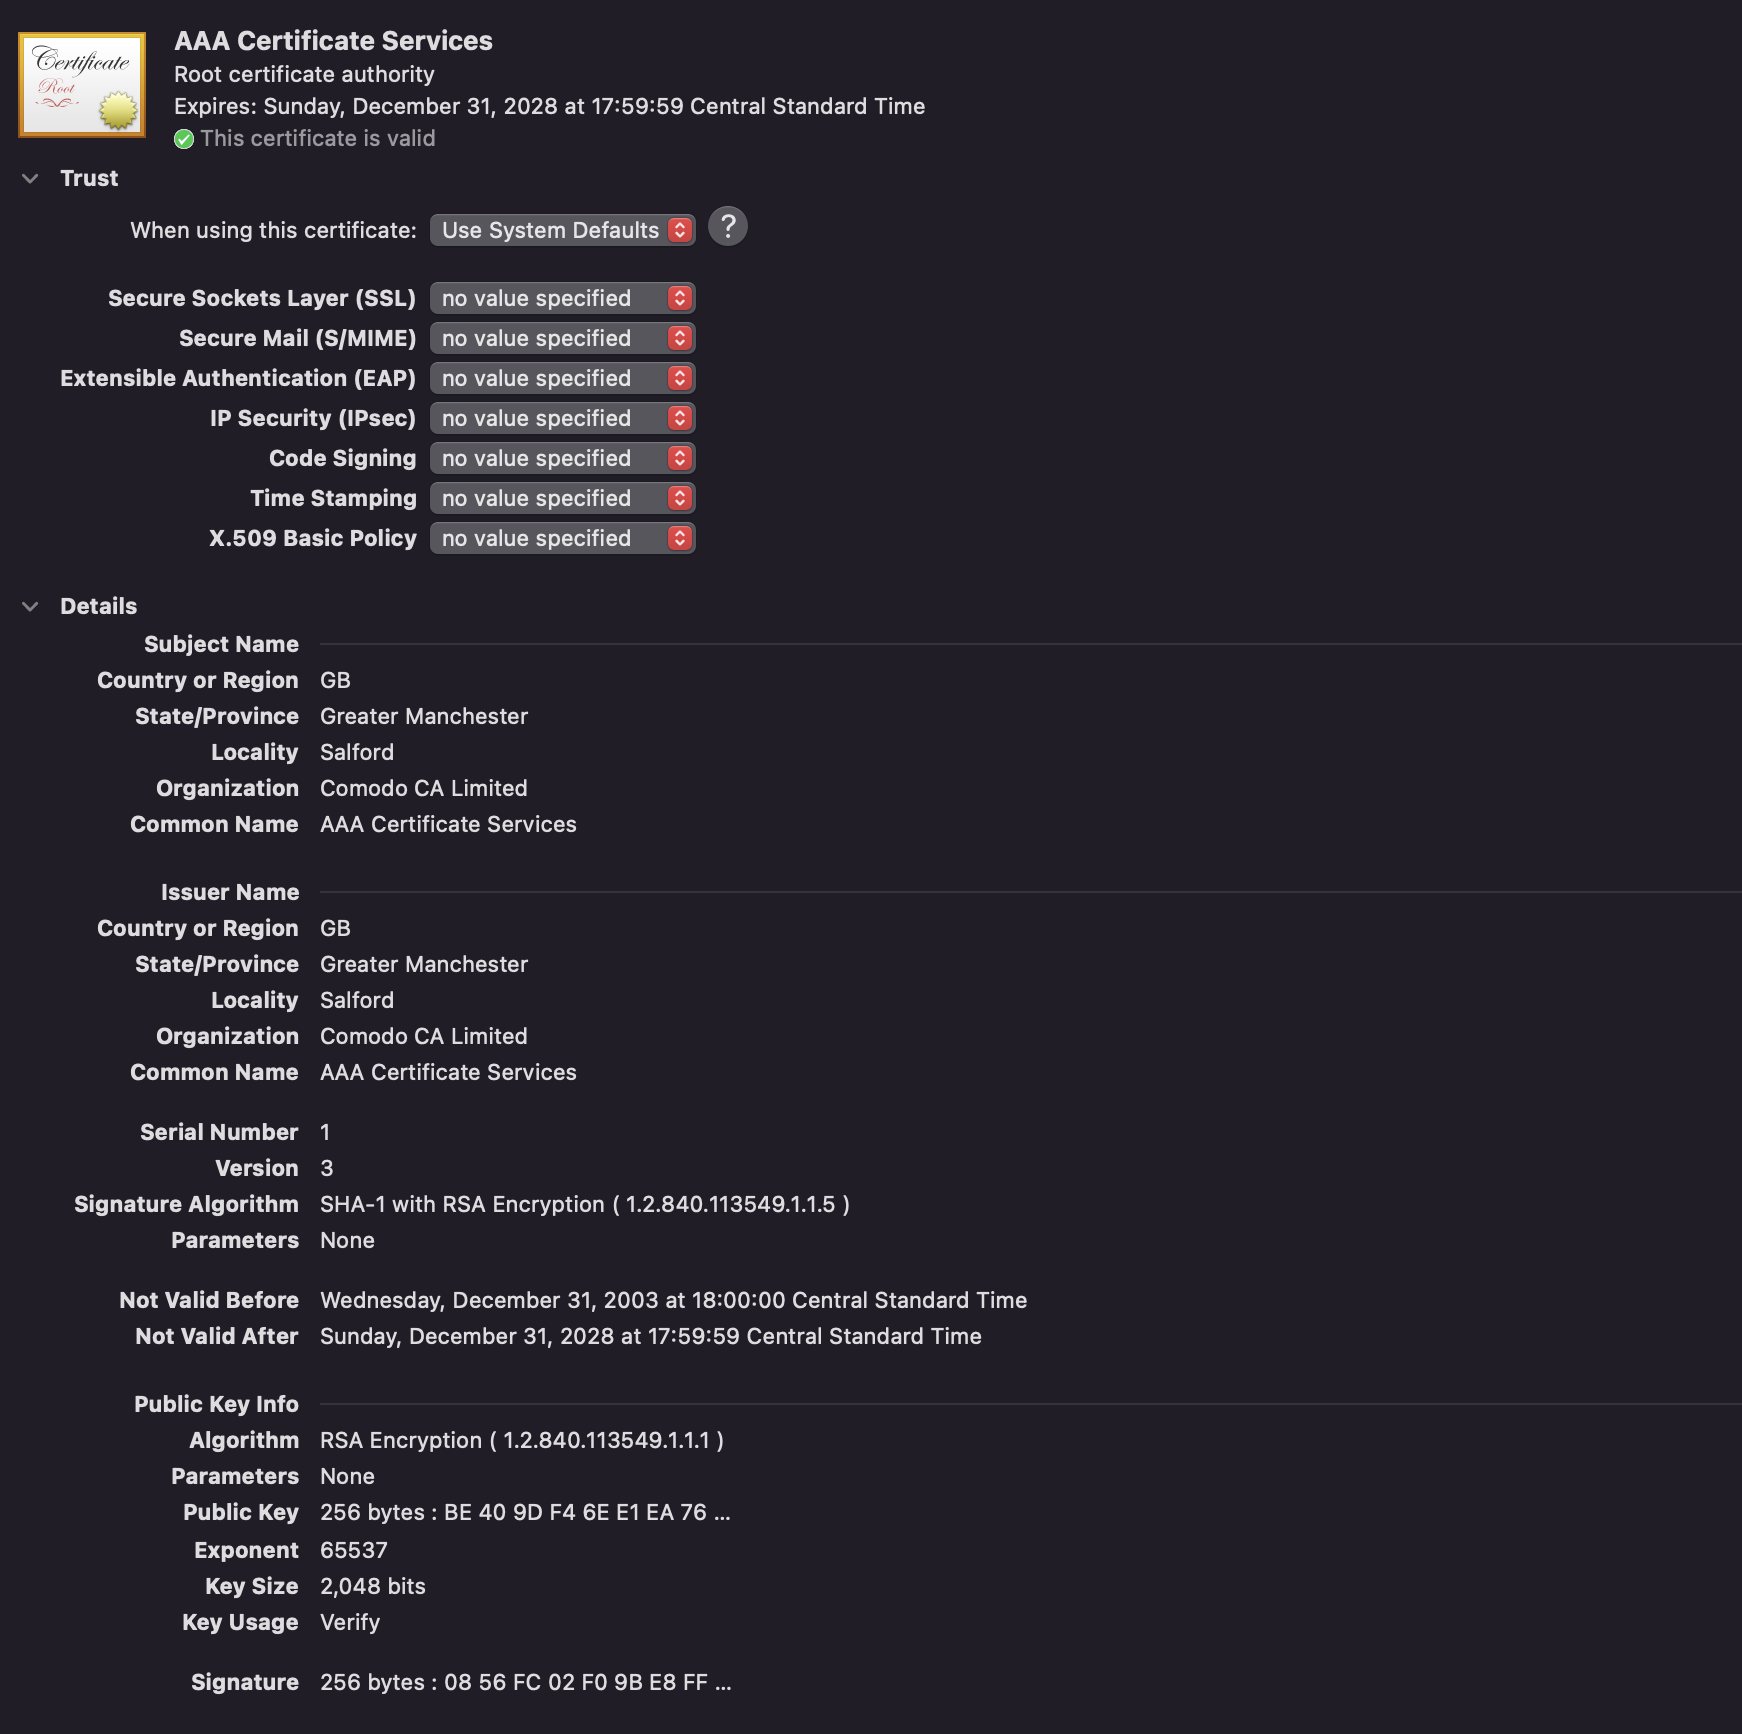 Certificate
Root
AAA Certificate Services
Root certificate authority
Expires: Sunday, December 31, 2028 at 17:59:59 Central Standard Time
This certificate is valid
Trust
When using this certificate: Use System Defaults ?
Secure Sockets Layer (SSL) no value specified
Secure Mail (S/MIME) no value specified
Extensible Authentication (EAP) no value specified
IP Security (IPsec) no value specified
Code Signing no value specified
Time Stamping no value specified
X.509 Basic Policy no value specified
Details
Subject Name
Country or Region GB
State/Province Greater Manchester
Locality Salford
Organization Comodo CA Limited
Common Name AAA Certificate Services
Issuer Name
Country or Region GB
State/Province Greater Manchester
Locality Salford
Organization Comodo CA Limited
Common Name AAA Certificate Services
Serial Number 1
Version 3
Signature Algorithm SHA-1 with RSA Encryption ( 1.2.840.113549.1.1.5 )
Parameters None
Not Valid Before Wednesday, December 31, 2003 at 18:00:00 Central Standard Time
Not Valid After Sunday, December 31, 2028 at 17:59:59 Central Standard Time
Public Key Info
Algorithm RSA Encryption ( 1.2.840.113549.1.1.1 )
Parameters None
Public Key 256 bytes : BE 40 9D F4 6E E1 EA 76 ...
Exponent 65537
Key Size 2,048 bits
Key Usage Verify
Signature 256 bytes : 08 56 FC 02 F0 9B E8 FF ...